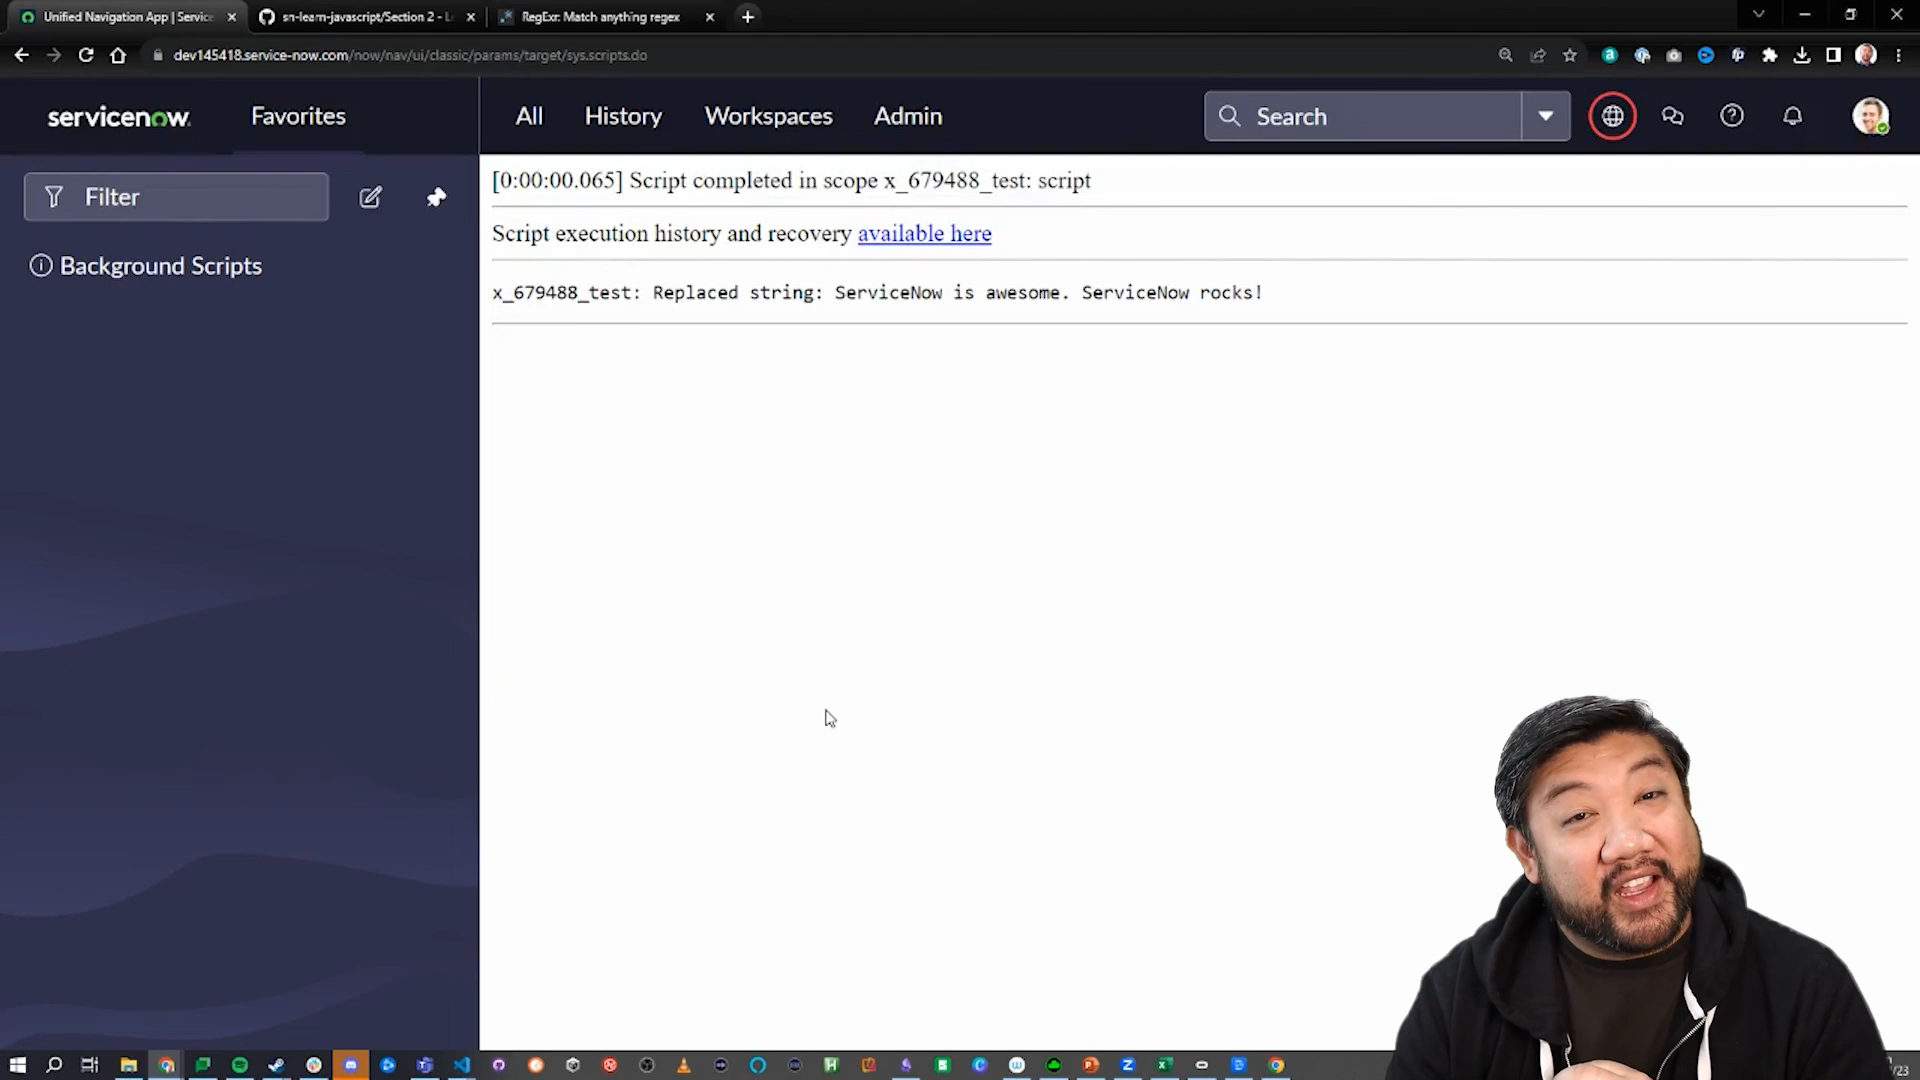 Unified Navigation App | Service
sn-learn-javascript/Section 2 - L
RegExr: Match anything regex
dev145418.service-now.com/now/nav/ui/classic/params/target/sys.scripts.do
servicenow
Favorites
All
History
Workspaces
Admin
Search
Filter
Background Scripts
[0:00:00.065] Script completed in scope x_679488_test: script
Script execution history and recovery available here
x_679488_test: Replaced string: ServiceNow is awesome. ServiceNow rocks!